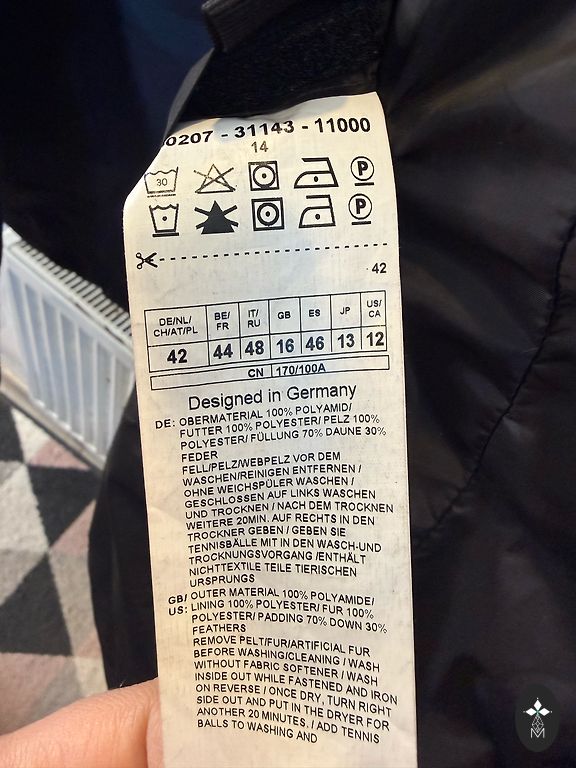 0207 - 31143 - 11000
14
30 P
P
42
DE/NL/ CH/AT/PL BE/ FR IT/ RU GB ES JP US/ CA
42 44 48 16 46 13 12
CN 170/100A
Designed in Germany
DE: OBERMATERIAL 100% POLYAMID/
FUTTER 100% POLYESTER/ PELZ 100%
POLYESTER/ FÜLLUNG 70% DAUNE 30%
FEDER
FELL/PELZ/WEBPELZ VOR DEM
WASCHEN/REINIGEN ENTFERNEN /
OHNE WEICHSPÜLER WASCHEN /
GESCHLOSSEN AUF LINKS WASCHEN
UND TROCKNEN / NACH DEM TROCKNEN
WEITERE 20MIN. AUF RECHTS IN DEN
TROCKNER GEBEN / GEBEN SIE
TENNISBÄLLE MIT IN DEN WASCH-UND
TROCKNUNGSVORGANG /ENTHÄLT
NICHTTEXTILE TEILE TIERISCHEN
URSPRUNGS
GB/ OUTER MATERIAL 100% POLYAMIDE/
US: LINING 100% POLYESTER/ FUR 100%
POLYESTER/ PADDING 70% DOWN 30%
FEATHERS
REMOVE PELT/FUR/ARTIFICIAL FUR
BEFORE WASHING/CLEANING / WASH
WITHOUT FABRIC SOFTENER / WASH
INSIDE OUT WHILE FASTENED AND IRON
ON REVERSE / ONCE DRY, TURN RIGHT
SIDE OUT AND PUT IN THE DRYER FOR
ANOTHER 20 MINUTES. / ADD TENNIS
BALLS TO WASHING AND
M